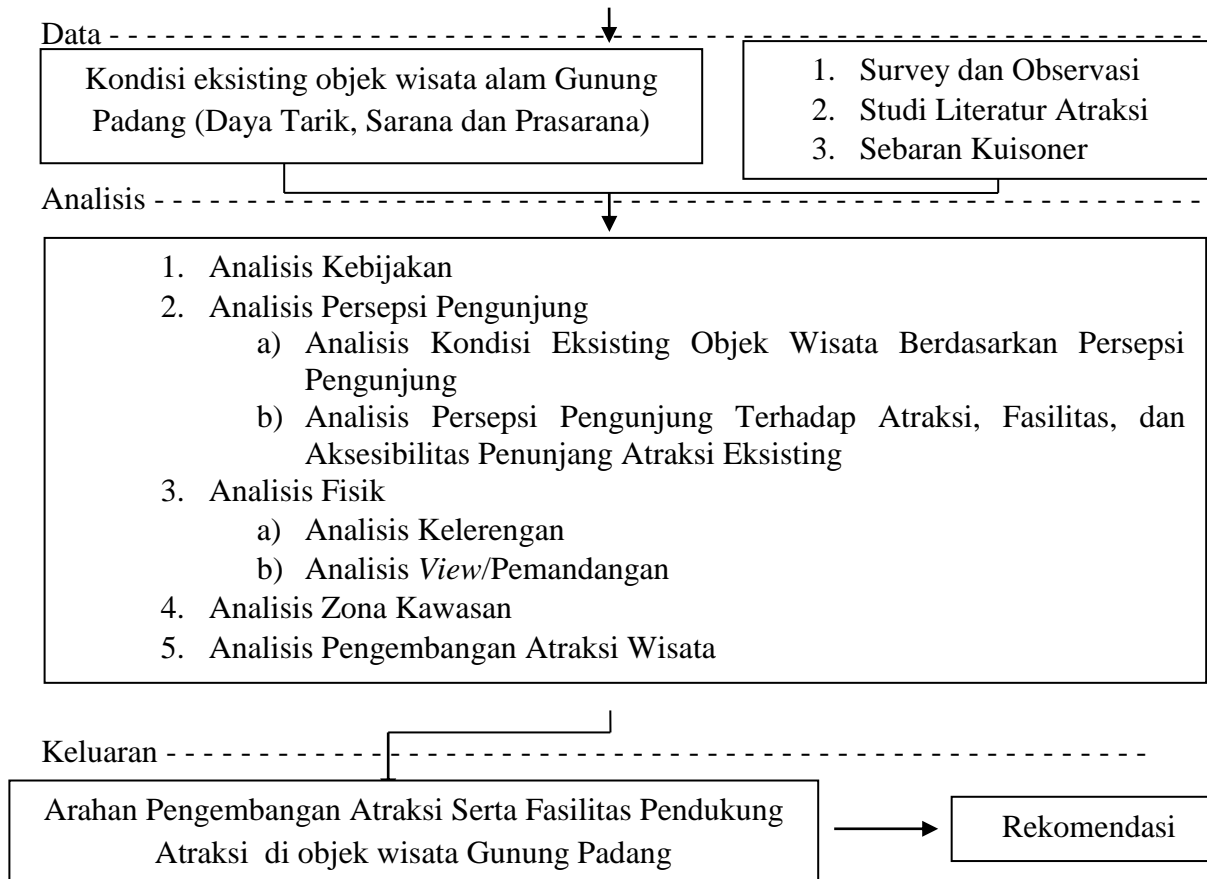 Data
Kondisi eksisting objek wisata alam Gunung
Padang (Daya Tarik, Sarana dan Prasarana)
1. Survey dan Observasi
2. Studi Literatur Atraksi
3. Sebaran Kuisoner
Analisis
1. Analisis Kebijakan
2. Analisis Persepsi Pengunjung
a) Analisis Kondisi Eksisting Objek Wisata Berdasarkan Persepsi
Pengunjung
b) Analisis Persepsi Pengunjung Terhadap Atraksi, Fasilitas, dan
Aksesibilitas Penunjang Atraksi Eksisting
3. Analisis Fisik
a) Analisis Kelerengan
b) Analisis View/Pemandangan
4. Analisis Zona Kawasan
5. Analisis Pengembangan Atraksi Wisata
Keluaran
Arahan Pengembangan Atraksi Serta Fasilitas Pendukung
Atraksi di objek wisata Gunung Padang
Rekomendasi